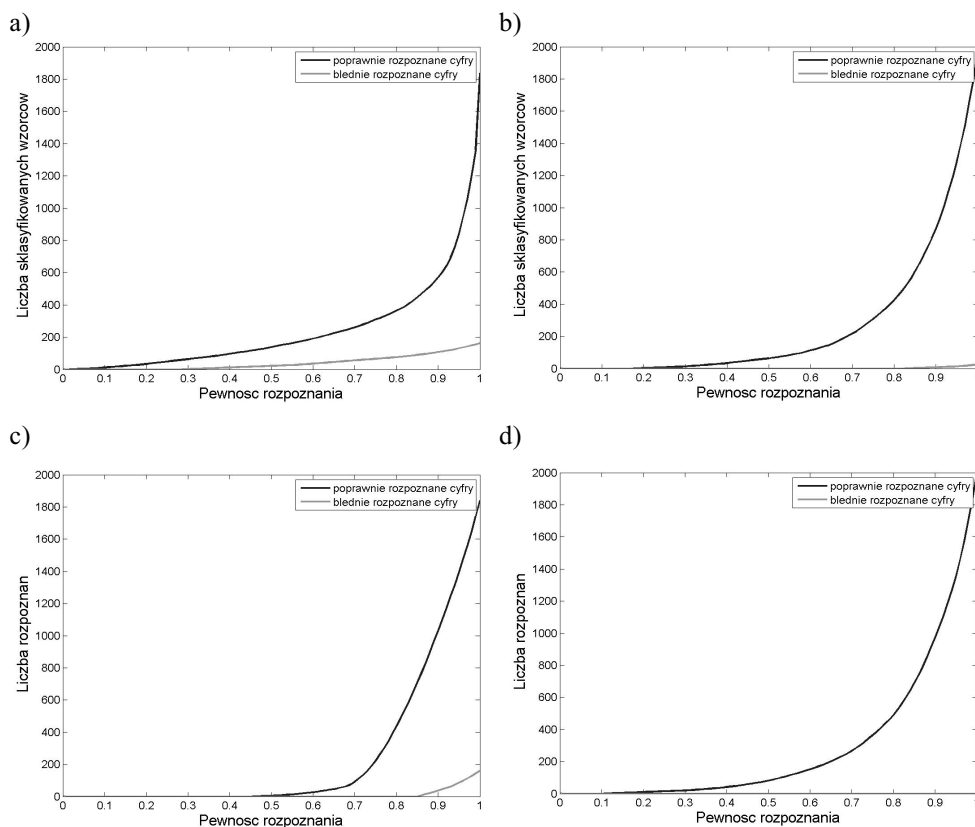 a)
2000
1800
1600
1400
1200
1000
800
600
400
200
0
Liczba sklasyfikowanych wzorcow
poprawnie rozpoznane cyfry
blednie rozpoznane cyfry
0 0.1 0.2 0.3 0.4 0.5 0.6 0.7 0.8 0.9 1
Pewnosc rozpoznania
b)
2000
1800
1600
1400
1200
1000
800
600
400
200
0
Liczba sklasyfikowanych wzorcow
poprawnie rozpoznane cyfry
blednie rozpoznane cyfry
0 0.1 0.2 0.3 0.4 0.5 0.6 0.7 0.8 0.9
Pewnosc rozpoznania
c)
2000
1800
1600
1400
1200
1000
800
600
400
200
0
Liczba rozpoznan
poprawnie rozpoznane cyfry
blednie rozpoznane cyfry
0 0.1 0.2 0.3 0.4 0.5 0.6 0.7 0.8 0.9 1
Pewnosc rozpoznania
d)
2000
1800
1600
1400
1200
1000
800
600
400
200
0
Liczba rozpoznan
poprawnie rozpoznane cyfry
blednie rozpoznane cyfry
0 0.1 0.2 0.3 0.4 0.5 0.6 0.7 0.8 0.9
Pewnosc rozpoznania